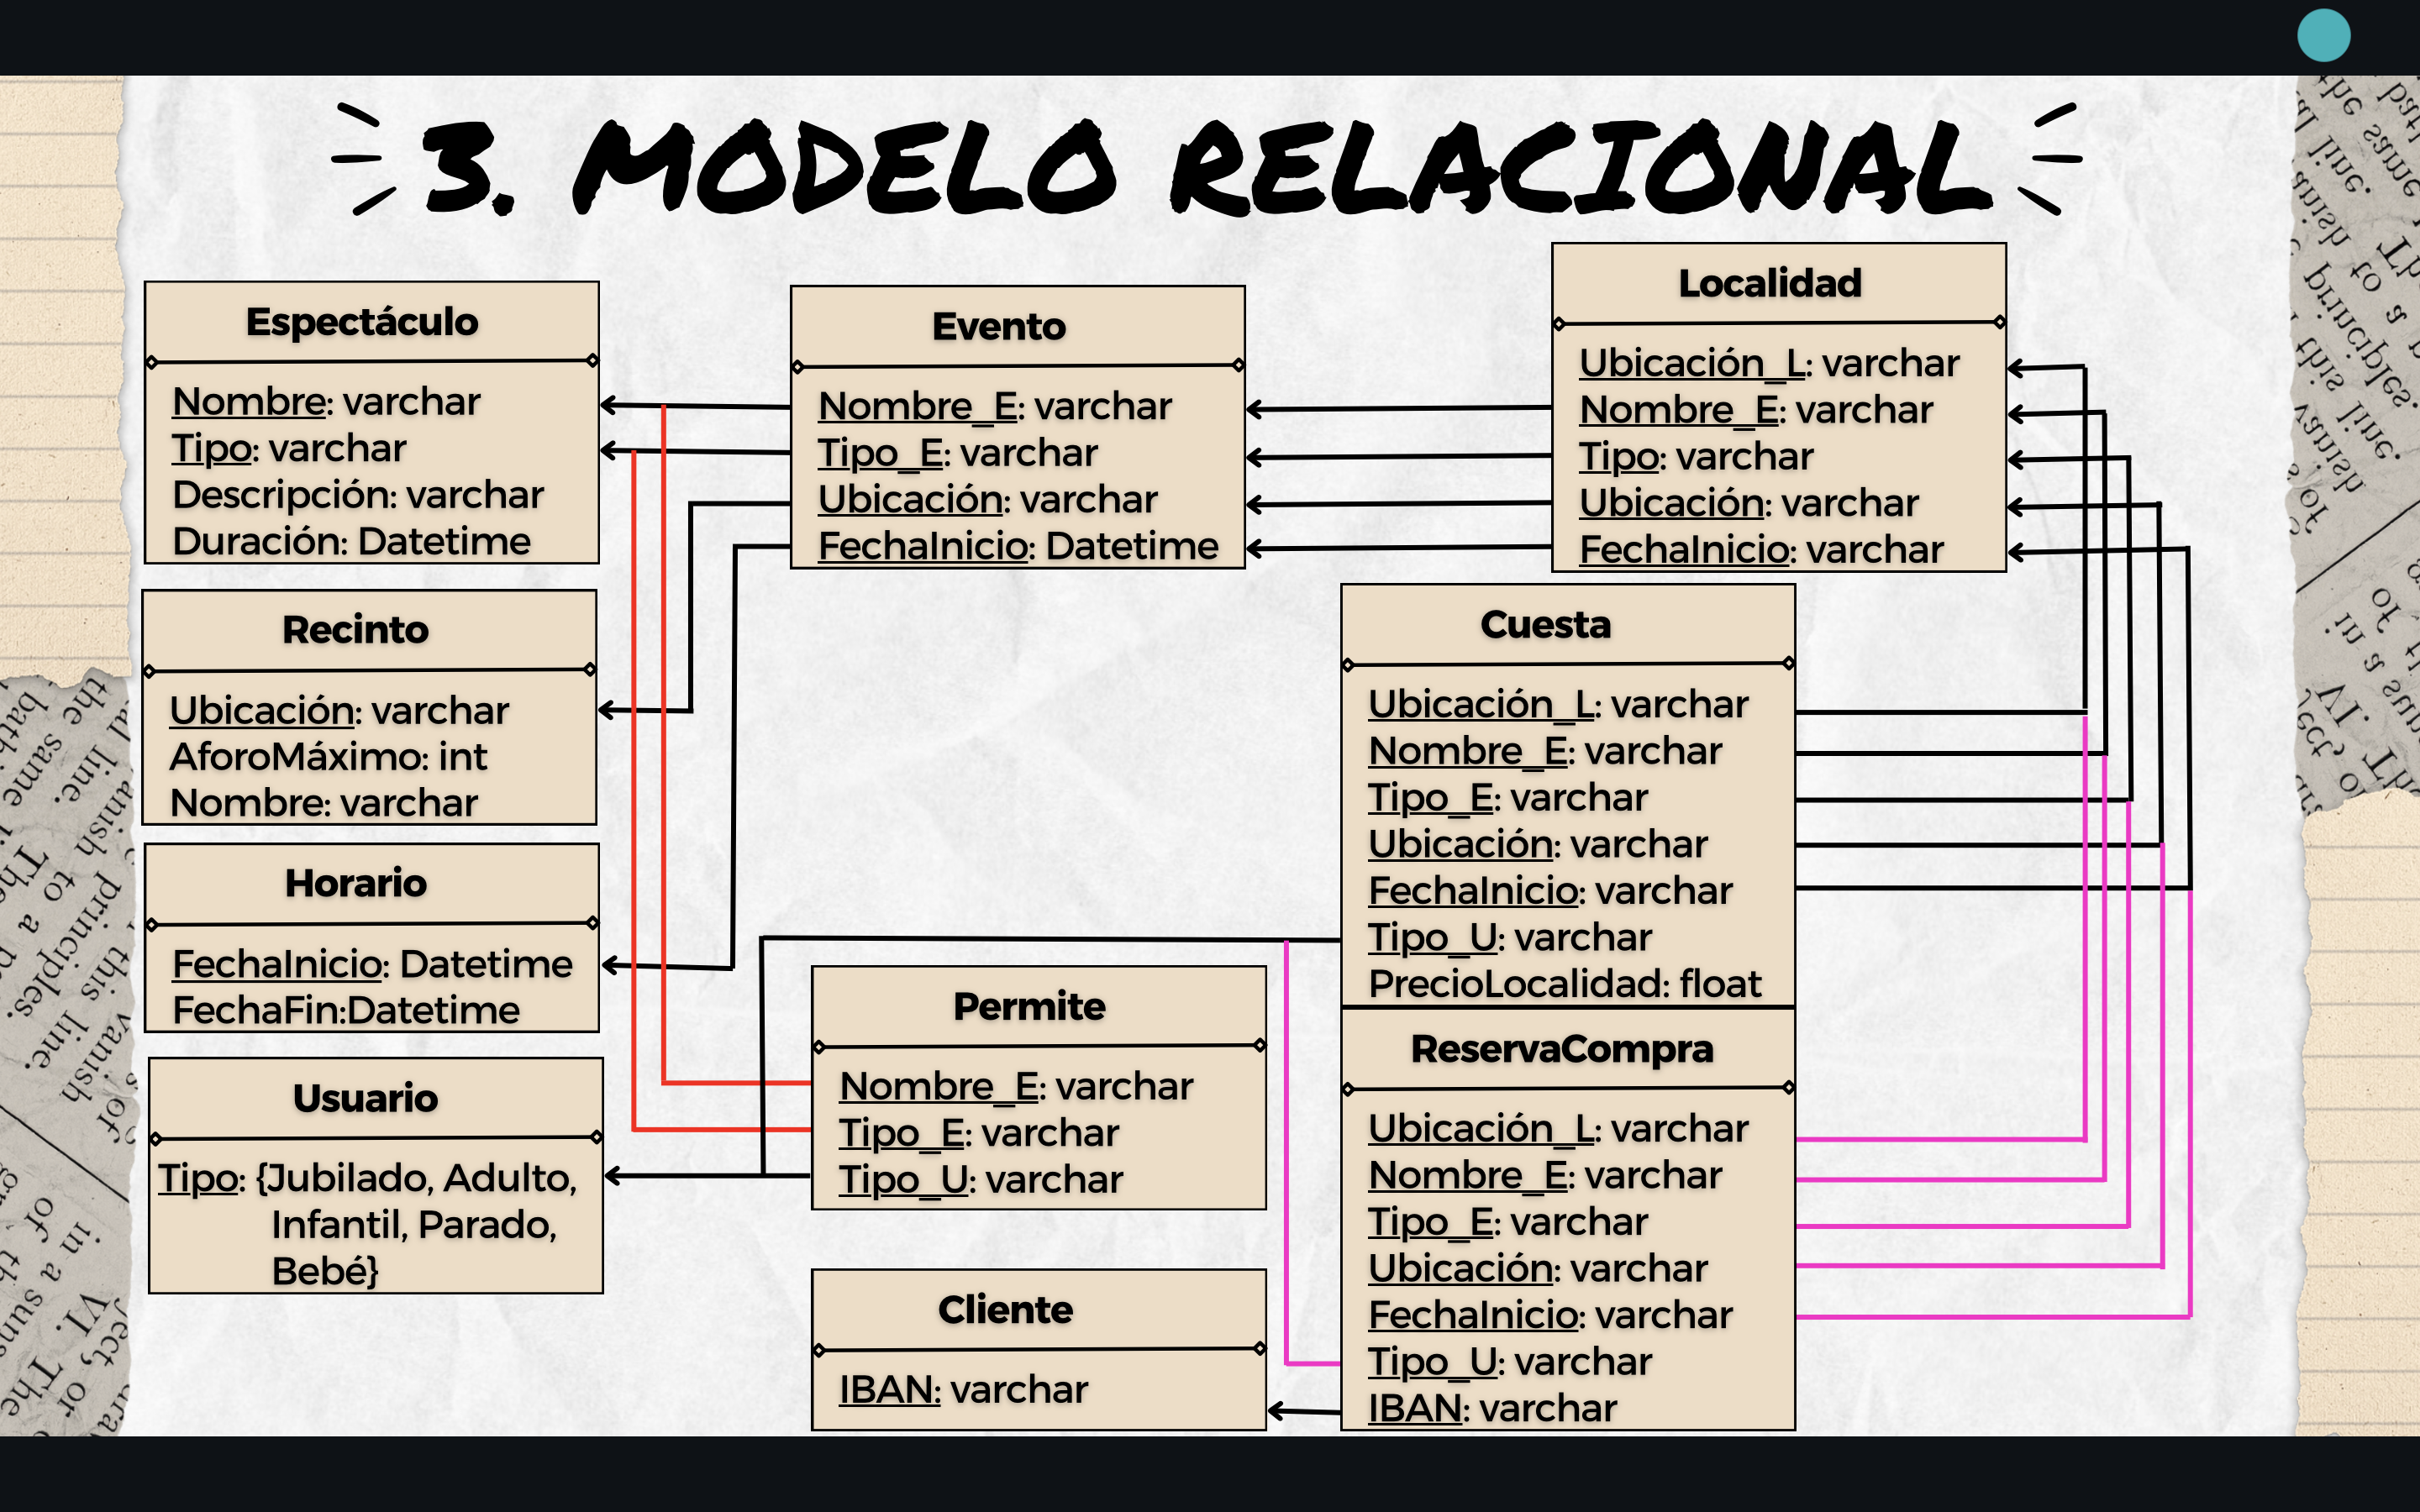 3. MODELO RELACIONAL
Espectáculo
Nombre: varchar
Tipo: varchar
Descripción: varchar
Duración: Datetime
Recinto
Ubicación: varchar
AforoMáximo: int
Nombre: varchar
Horario
FechaInicio: Datetime
FechaFin:Datetime
Usuario
Tipo: {Jubilado, Adulto,
Infantil, Parado,
Bebé}
Evento
Nombre_E: varchar
Tipo_E: varchar
Ubicación: varchar
FechaInicio: Datetime
Permite
Nombre_E: varchar
Tipo_E: varchar
Tipo_U: varchar
Cliente
IBAN: varchar
Localidad
Ubicación_L: varchar
Nombre_E: varchar
Tipo: varchar
Ubicación: varchar
FechaInicio: varchar
Cuesta
Ubicación_L: varchar
Nombre_E: varchar
Tipo_E: varchar
Ubicación: varchar
FechaInicio: varchar
Tipo_U: varchar
PrecioLocalidad: float
ReservaCompra
Ubicación_L: varchar
Nombre_E: varchar
Tipo_E: varchar
Ubicación: varchar
FechaInicio: varchar
Tipo_U: varchar
IBAN: varchar